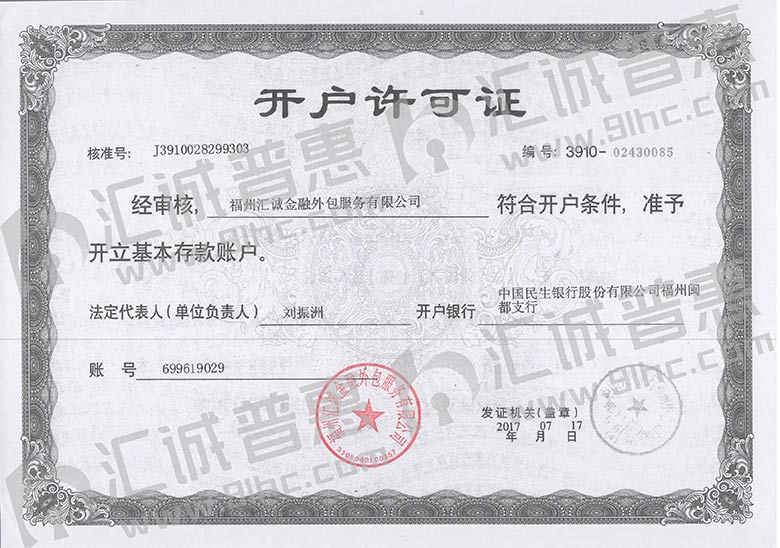 开户许可证
核准号: J3910028299303
编号: 3910-02430085
经审核, 福州汇诚金融外包服务有限公司 符合开户条件, 准予
开立基本存款账户。
法定代表人(单位负责人) 刘振洲 开户银行 中国民生银行股份有限公司福州闽
都支行
账 号 699619029
福州汇诚金融外包服务有限公司
3501080100357
发证机关(盖章)
2017 07 17
年 月 日
汇诚普惠
www.91hc.com
汇诚普惠
www.91hc.com
汇诚普惠
www.91hc.com
汇诚普惠
www.91hc.com